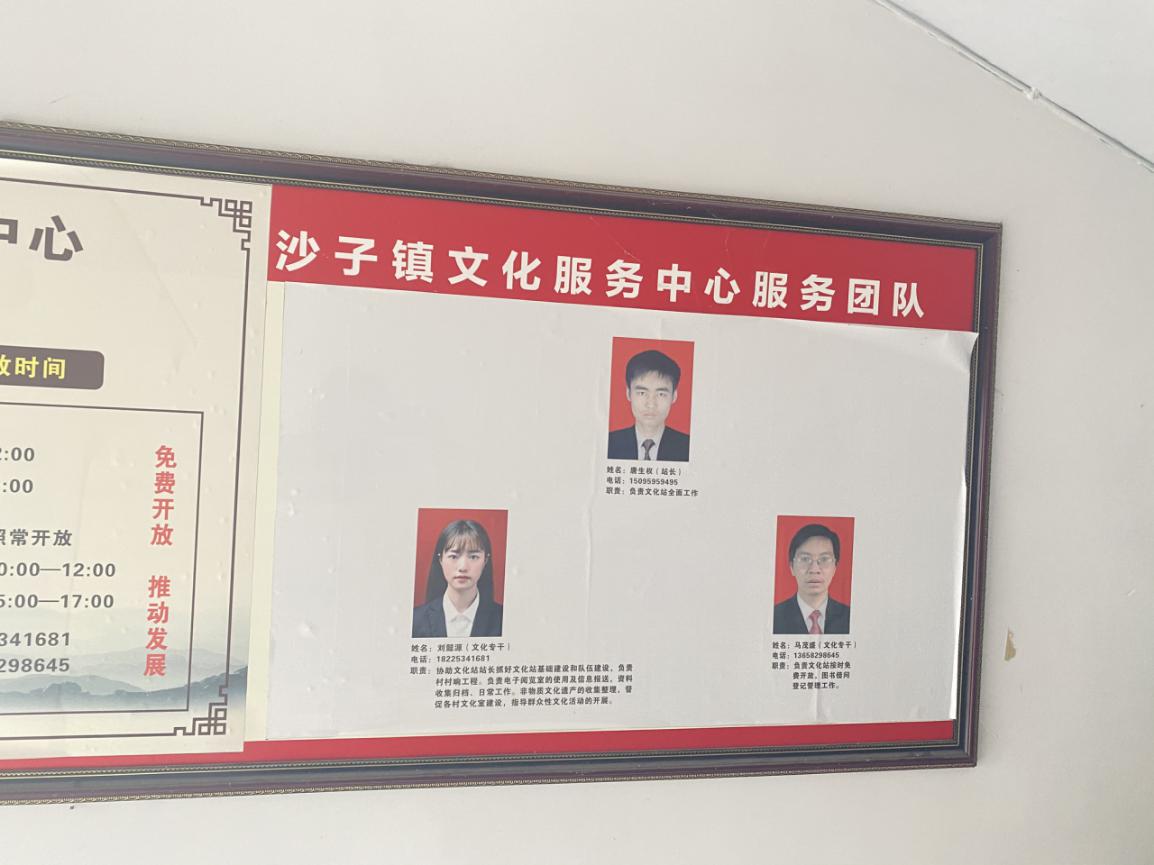 中心
放时间
:00
:00
照常开放
0:00—12:00
5:00—17:00
341681
298645
免费开放 推动发展
沙子镇文化服务中心服务团队
姓名：唐生权（站长）
电话：15095959495
职责：负责文化站全面工作
姓名：刘懿源（文化专干）
电话：18225341681
职责：协助文化站站长抓好文化站基础建设和队伍建设，负责
村村响工程。负责电子阅览室的使用及信息报送，资料
收集归档、日常工作。非物质文化遗产的收集整理，督
促各村文化室建设，指导群众性文化活动的开展。
姓名：马茂盛（文化专干）
电话：13658298645
职责：负责文化站按时免
费开放，图书借阅
登记管理工作。